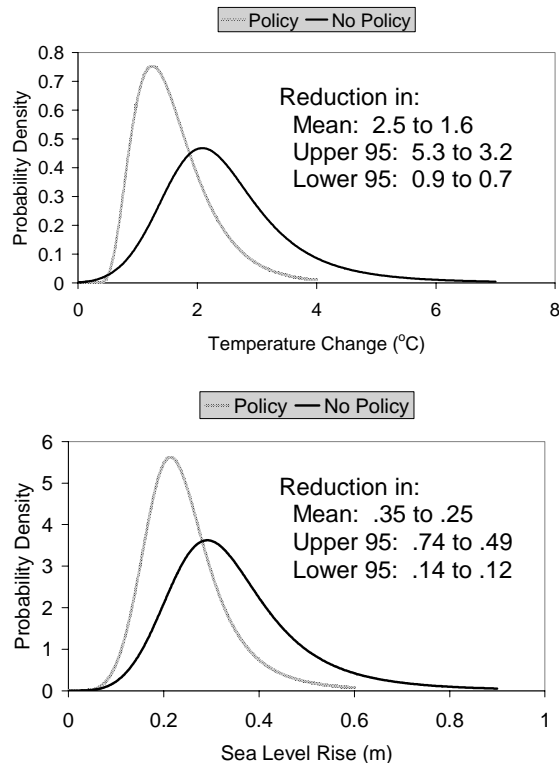 Policy No Policy
0.8
0.7
0.6
0.5
0.4
0.3
0.2
0.1
0
Probability Density
Reduction in:
Mean: 2.5 to 1.6
Upper 95: 5.3 to 3.2
Lower 95: 0.9 to 0.7
0 2 4 6 8
Temperature Change (°C)
Policy No Policy
6
5
4
3
2
1
0
Probability Density
Reduction in:
Mean: .35 to .25
Upper 95: .74 to .49
Lower 95: .14 to .12
0 0.2 0.4 0.6 0.8 1
Sea Level Rise (m)